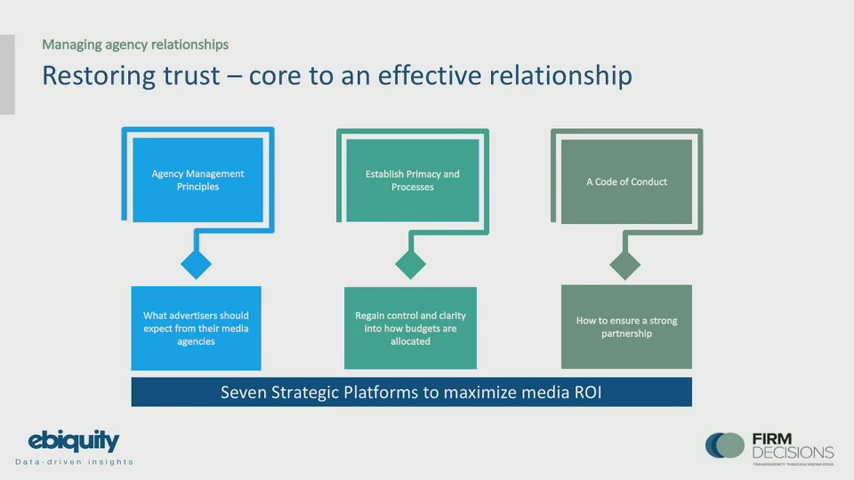 Managing agency relationships
Restoring trust – core to an effective relationship
Agency Management
Principles
Establish Primacy and
Processes
A Code of Conduct
What advertisers should
expect from their media
agencies
Regain control and clarity
into how budgets are
allocated
How to ensure a strong
partnership
Seven Strategic Platforms to maximize media ROI
ebiquity
Data-driven insights
FIRM
DECISIONS
TRANSPARENCY THROUGH KNOWLEDGE